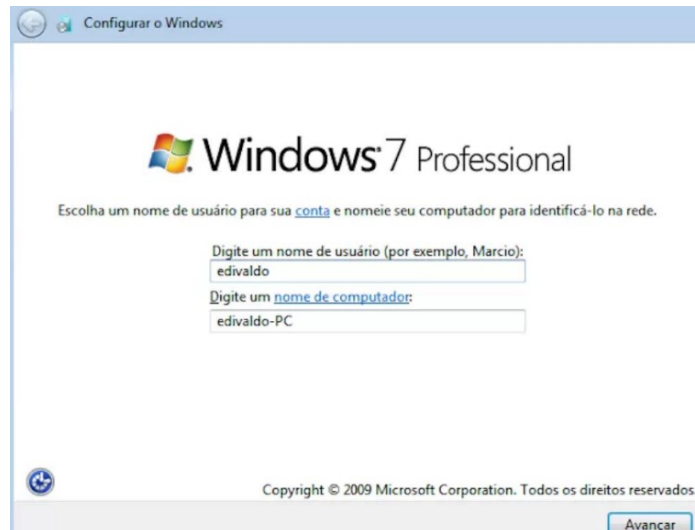 Configurar o Windows
Windows 7 Professional
Escolha um nome de usuário para sua conta e nomeie seu computador para identificá-lo na rede.
Digite um nome de usuário (por exemplo, Marcio):
edivaldo
Digite um nome de computador:
edivaldo-PC
Copyright © 2009 Microsoft Corporation. Todos os direitos reservados.
Avançar